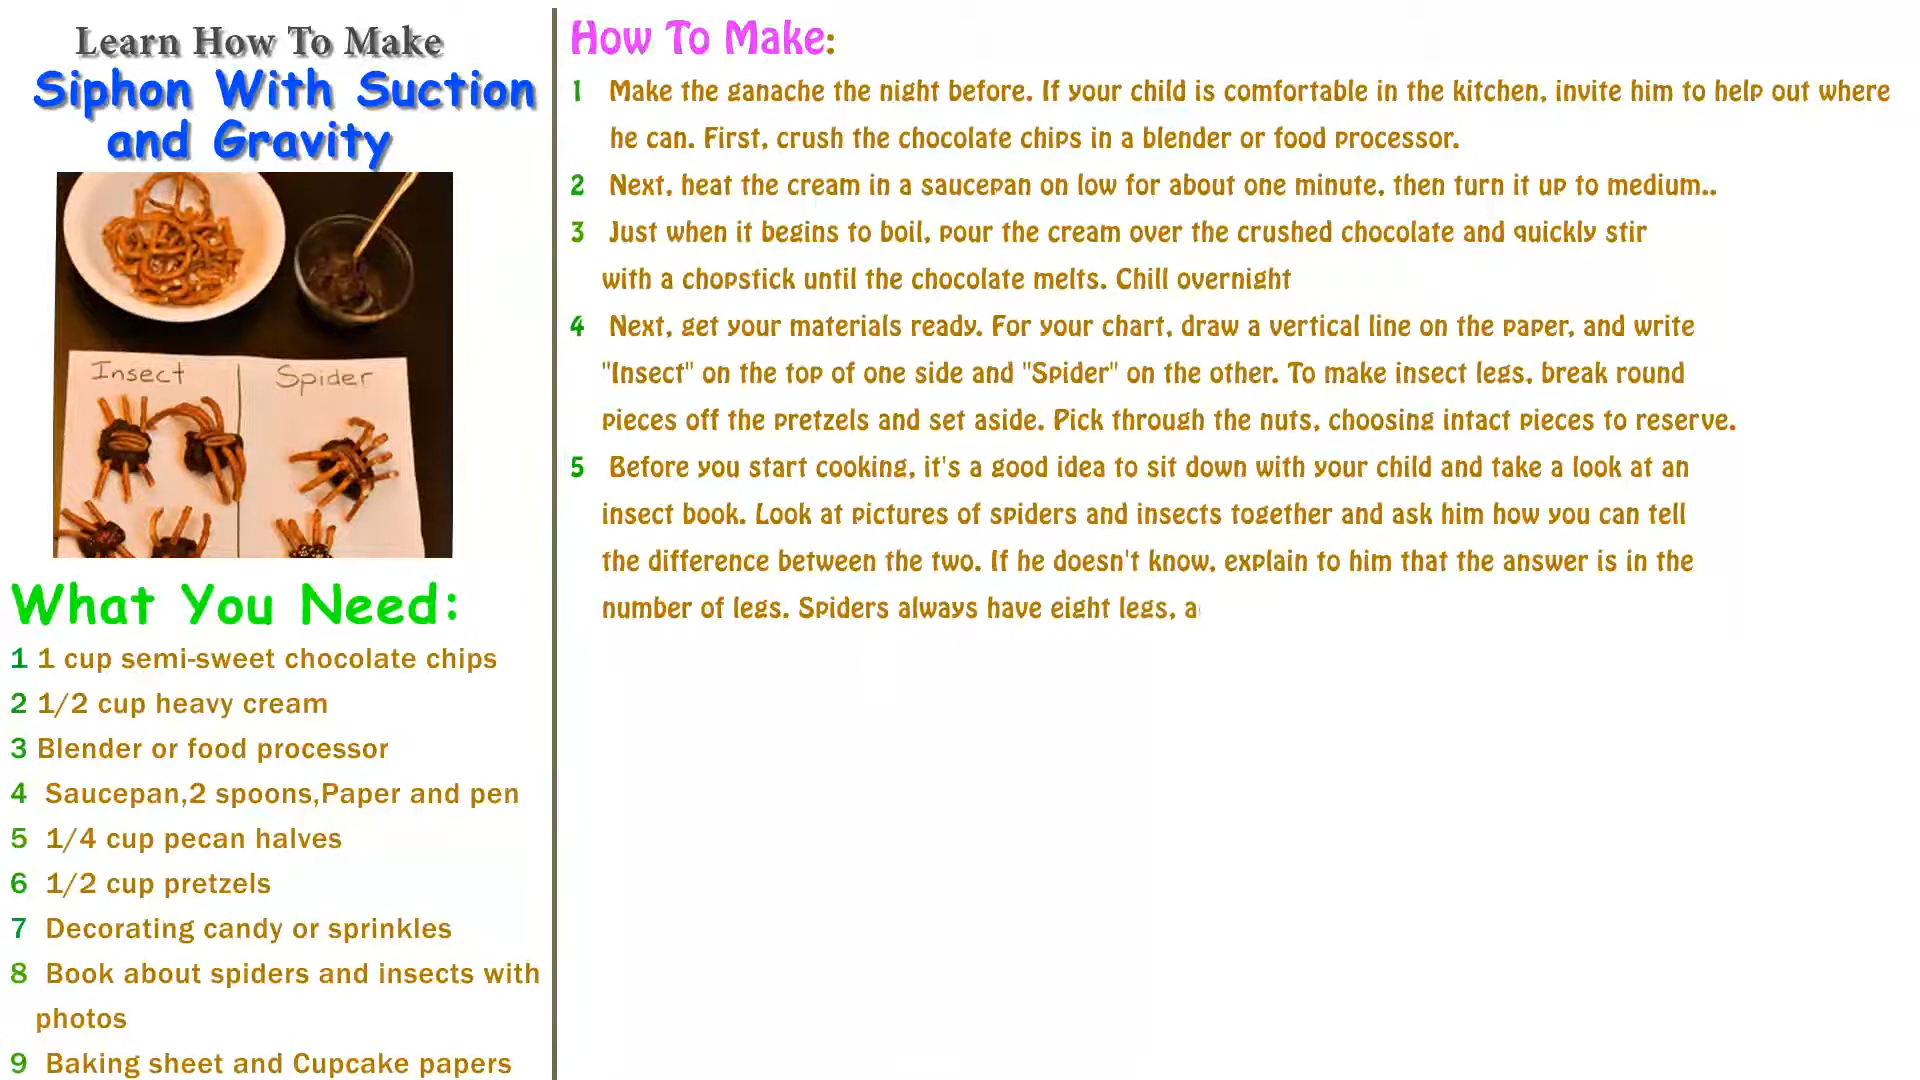 Learn How To Make
Siphon With Suction
and Gravity
Insect
Spider
What You Need:
1 1 cup semi-sweet chocolate chips
2 1/2 cup heavy cream
3 Blender or food processor
4 Saucepan,2 spoons,Paper and pen
5 1/4 cup pecan halves
6 1/2 cup pretzels
7 Decorating candy or sprinkles
8 Book about spiders and insects with
photos
9 Baking sheet and Cupcake papers
How To Make:
1 Make the ganache the night before. If your child is comfortable in the kitchen, invite him to help out where
he can. First, crush the chocolate chips in a blender or food processor.
2 Next, heat the cream in a saucepan on low for about one minute, then turn it up to medium..
3 Just when it begins to boil, pour the cream over the crushed chocolate and quickly stir
with a chopstick until the chocolate melts. Chill overnight
4 Next, get your materials ready. For your chart, draw a vertical line on the paper, and write
"Insect" on the top of one side and "Spider" on the other. To make insect legs, break round
pieces off the pretzels and set aside. Pick through the nuts, choosing intact pieces to reserve.
5 Before you start cooking, it's a good idea to sit down with your child and take a look at an
insect book. Look at pictures of spiders and insects together and ask him how you can tell
the difference between the two. If he doesn't know, explain to him that the answer is in the
number of legs. Spiders always have eight legs, a